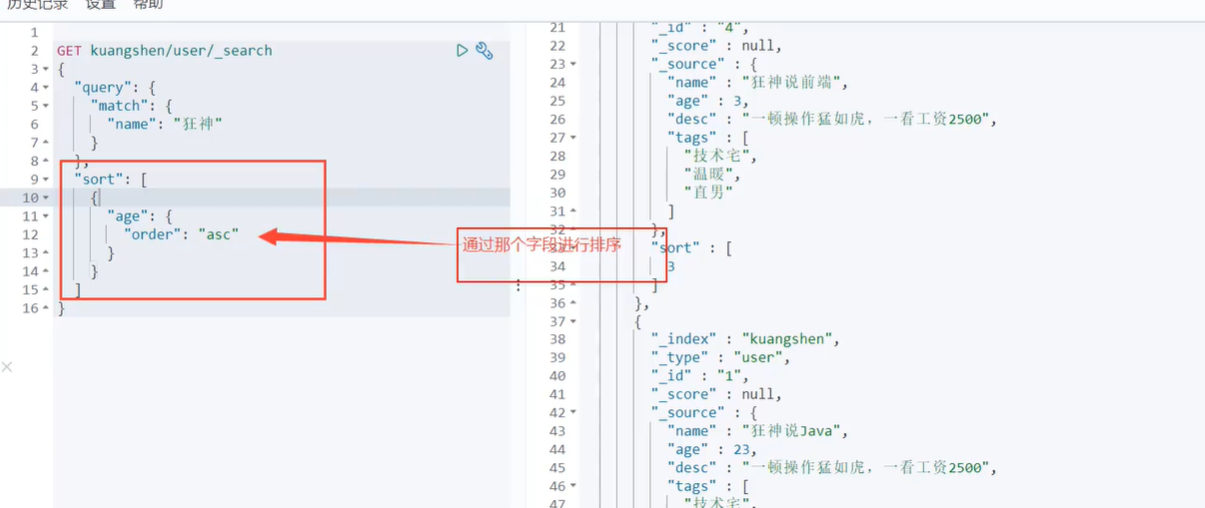 历史记录 设置 帮助
1
2 GET kuangshen/user/_search
3 {
4 "query": {
5 "match": {
6 "name": "狂神"
7 }
8 },
9 "sort": [
10 {
11 "age": {
12 "order": "asc"
13 }
14 }
15 ]
16 }
通过那个字段进行排序
21 "_id" : "4",
22 "_score" : null,
23 "_source" : {
24 "name" : "狂神说前端",
25 "age" : 3,
26 "desc" : "一顿操作猛如虎，一看工资2500",
27 "tags" : [
28 "技术宅",
29 "温暖",
30 "直男"
31 ]
32 },
33 "sort" : [
34 3
35 ]
36 },
37 {
38 "_index" : "kuangshen",
39 "_type" : "user",
40 "_id" : "1",
41 "_score" : null,
42 "_source" : {
43 "name" : "狂神说Java",
44 "age" : 23,
45 "desc" : "一顿操作猛如虎，一看工资2500",
46 "tags" : [
47 "技术宅",